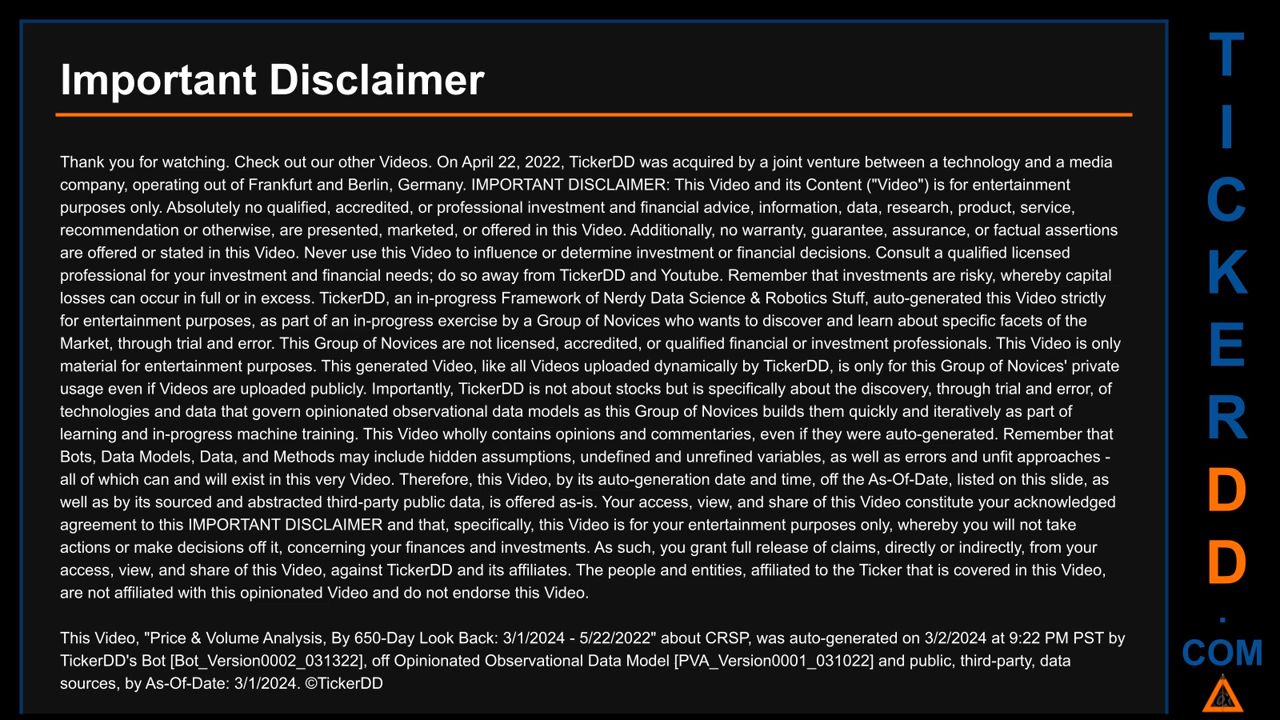 Important Disclaimer
Thank you for watching. Check out our other Videos. On April 22, 2022, TickerDD was acquired by a joint venture between a technology and a media
company, operating out of Frankfurt and Berlin, Germany. IMPORTANT DISCLAIMER: This Video and its Content ("Video") is for entertainment
purposes only. Absolutely no qualified, accredited, or professional investment and financial advice, information, data, research, product, service,
recommendation or otherwise, are presented, marketed, or offered in this Video. Additionally, no warranty, guarantee, assurance, or factual assertions
are offered or stated in this Video. Never use this Video to influence or determine investment or financial decisions. Consult a qualified licensed
professional for your investment and financial needs; do so away from TickerDD and Youtube. Remember that investments are risky, whereby capital
losses can occur in full or in excess. TickerDD, an in-progress Framework of Nerdy Data Science & Robotics Stuff, auto-generated this Video strictly
for entertainment purposes, as part of an in-progress exercise by a Group of Novices who wants to discover and learn about specific facets of the
Market, through trial and error. This Group of Novices are not licensed, accredited, or qualified financial or investment professionals. This Video is only
material for entertainment purposes. This generated Video, like all Videos uploaded dynamically by TickerDD, is only for this Group of Novices' private
usage even if Videos are uploaded publicly. Importantly, TickerDD is not about stocks but is specifically about the discovery, through trial and error, of
technologies and data that govern opinionated observational data models as this Group of Novices builds them quickly and iteratively as part of
learning and in-progress machine training. This Video wholly contains opinions and commentaries, even if they were auto-generated. Remember that
Bots, Data Models, Data, and Methods may include hidden assumptions, undefined and unrefined variables, as well as errors and unfit approaches -
all of which can and will exist in this very Video. Therefore, this Video, by its auto-generation date and time, off the As-Of-Date, listed on this slide, as
well as by its sourced and abstracted third-party public data, is offered as-is. Your access, view, and share of this Video constitute your acknowledged
agreement to this IMPORTANT DISCLAIMER and that, specifically, this Video is for your entertainment purposes only, whereby you will not take
actions or make decisions off it, concerning your finances and investments. As such, you grant full release of claims, directly or indirectly, from your
access, view, and share of this Video, against TickerDD and its affiliates. The people and entities, affiliated to the Ticker that is covered in this Video,
are not affiliated with this opinionated Video and do not endorse this Video.
This Video, "Price & Volume Analysis, By 650-Day Look Back: 3/1/2024 - 5/22/2022" about CRSP, was auto-generated on 3/2/2024 at 9:22 PM PST by
TickerDD's Bot [Bot_Version0002_031322], off Opinionated Observational Data Model [PVA_Version0001_031022] and public, third-party, data
sources, by As-Of-Date: 3/1/2024. ©TickerDD
T
I
C
K
E
R
D
D
.
COM